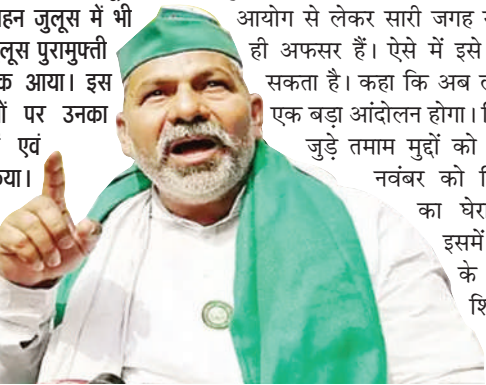 हन जुलूस में भी
लूस पुरामुफ्ती
क आया। इस
ों पर उनका
एवं
कया।
आयोग से लेकर सारी जगह
ही अफसर हैं। ऐसे में इसे
सकता है। कहा कि अब त
एक बड़ा आंदोलन होगा।
जुड़े तमाम मुद्दों को
नवंबर को
का घेरा
इसमें
के
शि